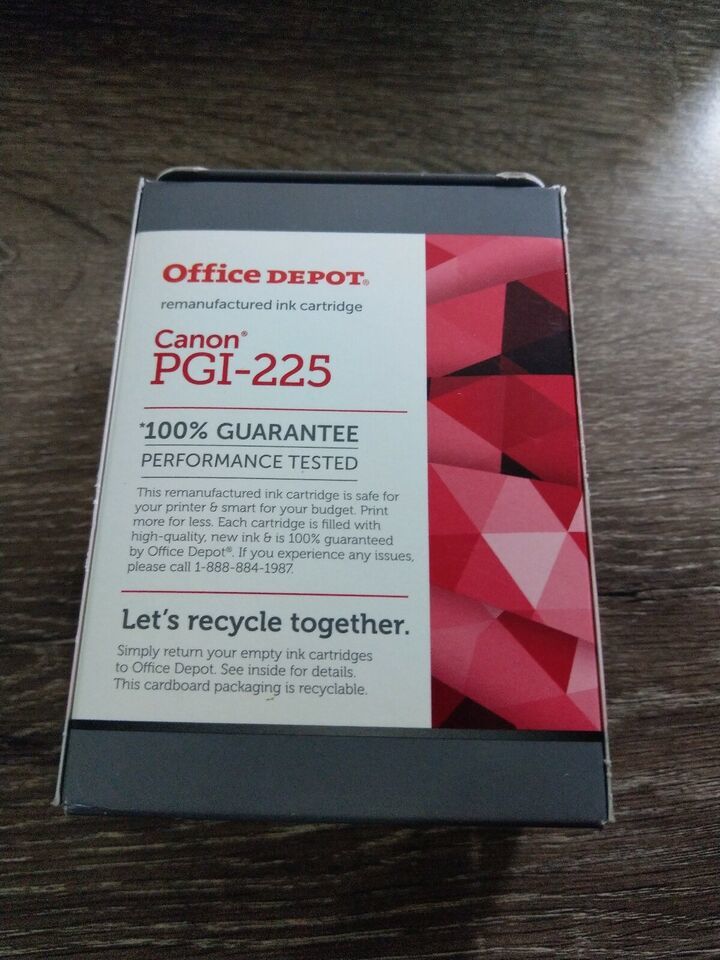 Office DEPOT®
remanufactured ink cartridge
Canon®
PGI-225
*100% GUARANTEE
PERFORMANCE TESTED
This remanufactured ink cartridge is safe for
your printer & smart for your budget. Print
more for less. Each cartridge is filled with
high-quality, new ink & is 100% guaranteed
by Office Depot®. If you experience any issues,
please call 1-888-884-1987.
Let's recycle together.
Simply return your empty ink cartridges
to Office Depot. See inside for details.
This cardboard packaging is recyclable.